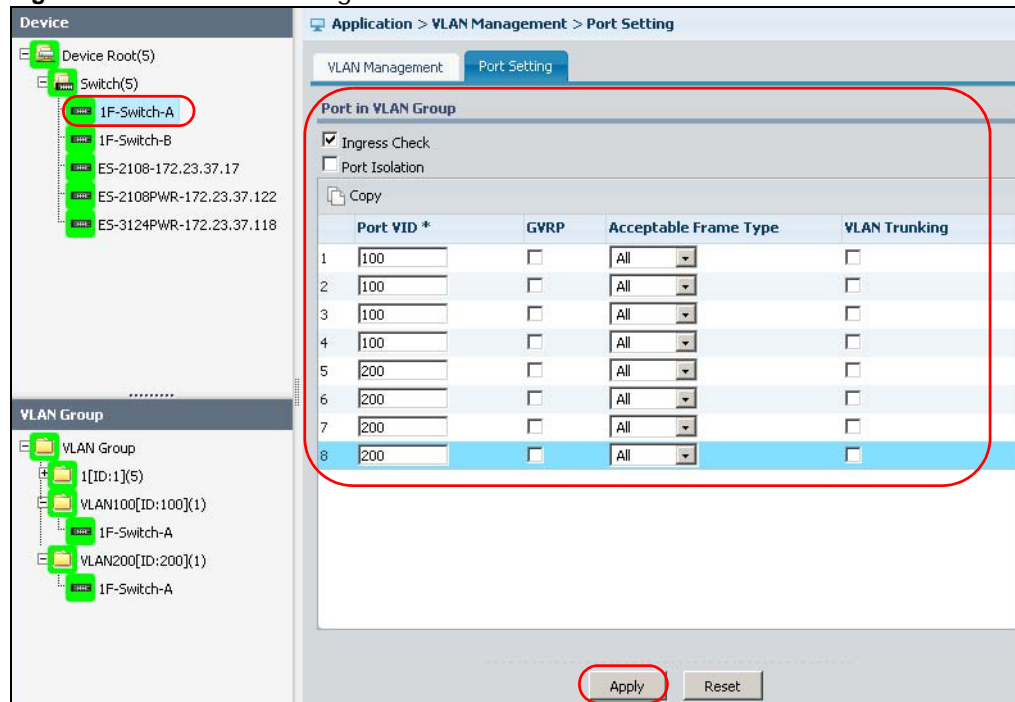 Device
Device Root(5)
Switch(5)
1F-Switch-A
1F-Switch-B
ES-2108-172.23.37.17
ES-2108PWR-172.23.37.122
ES-3124PWR-172.23.37.118
VLAN Group
VLAN Group
1[ID:1](5)
VLAN100[ID:100](1)
1F-Switch-A
VLAN200[ID:200](1)
1F-Switch-A
Application > VLAN Management > Port Setting
VLAN Management Port Setting
Port in VLAN Group
Ingress Check
Port Isolation
Copy
Port VID * GVRP Acceptable Frame Type VLAN Trunking
1 100 All
2 100 All
3 100 All
4 100 All
5 200 All
6 200 All
7 200 All
8 200 All
Apply Reset